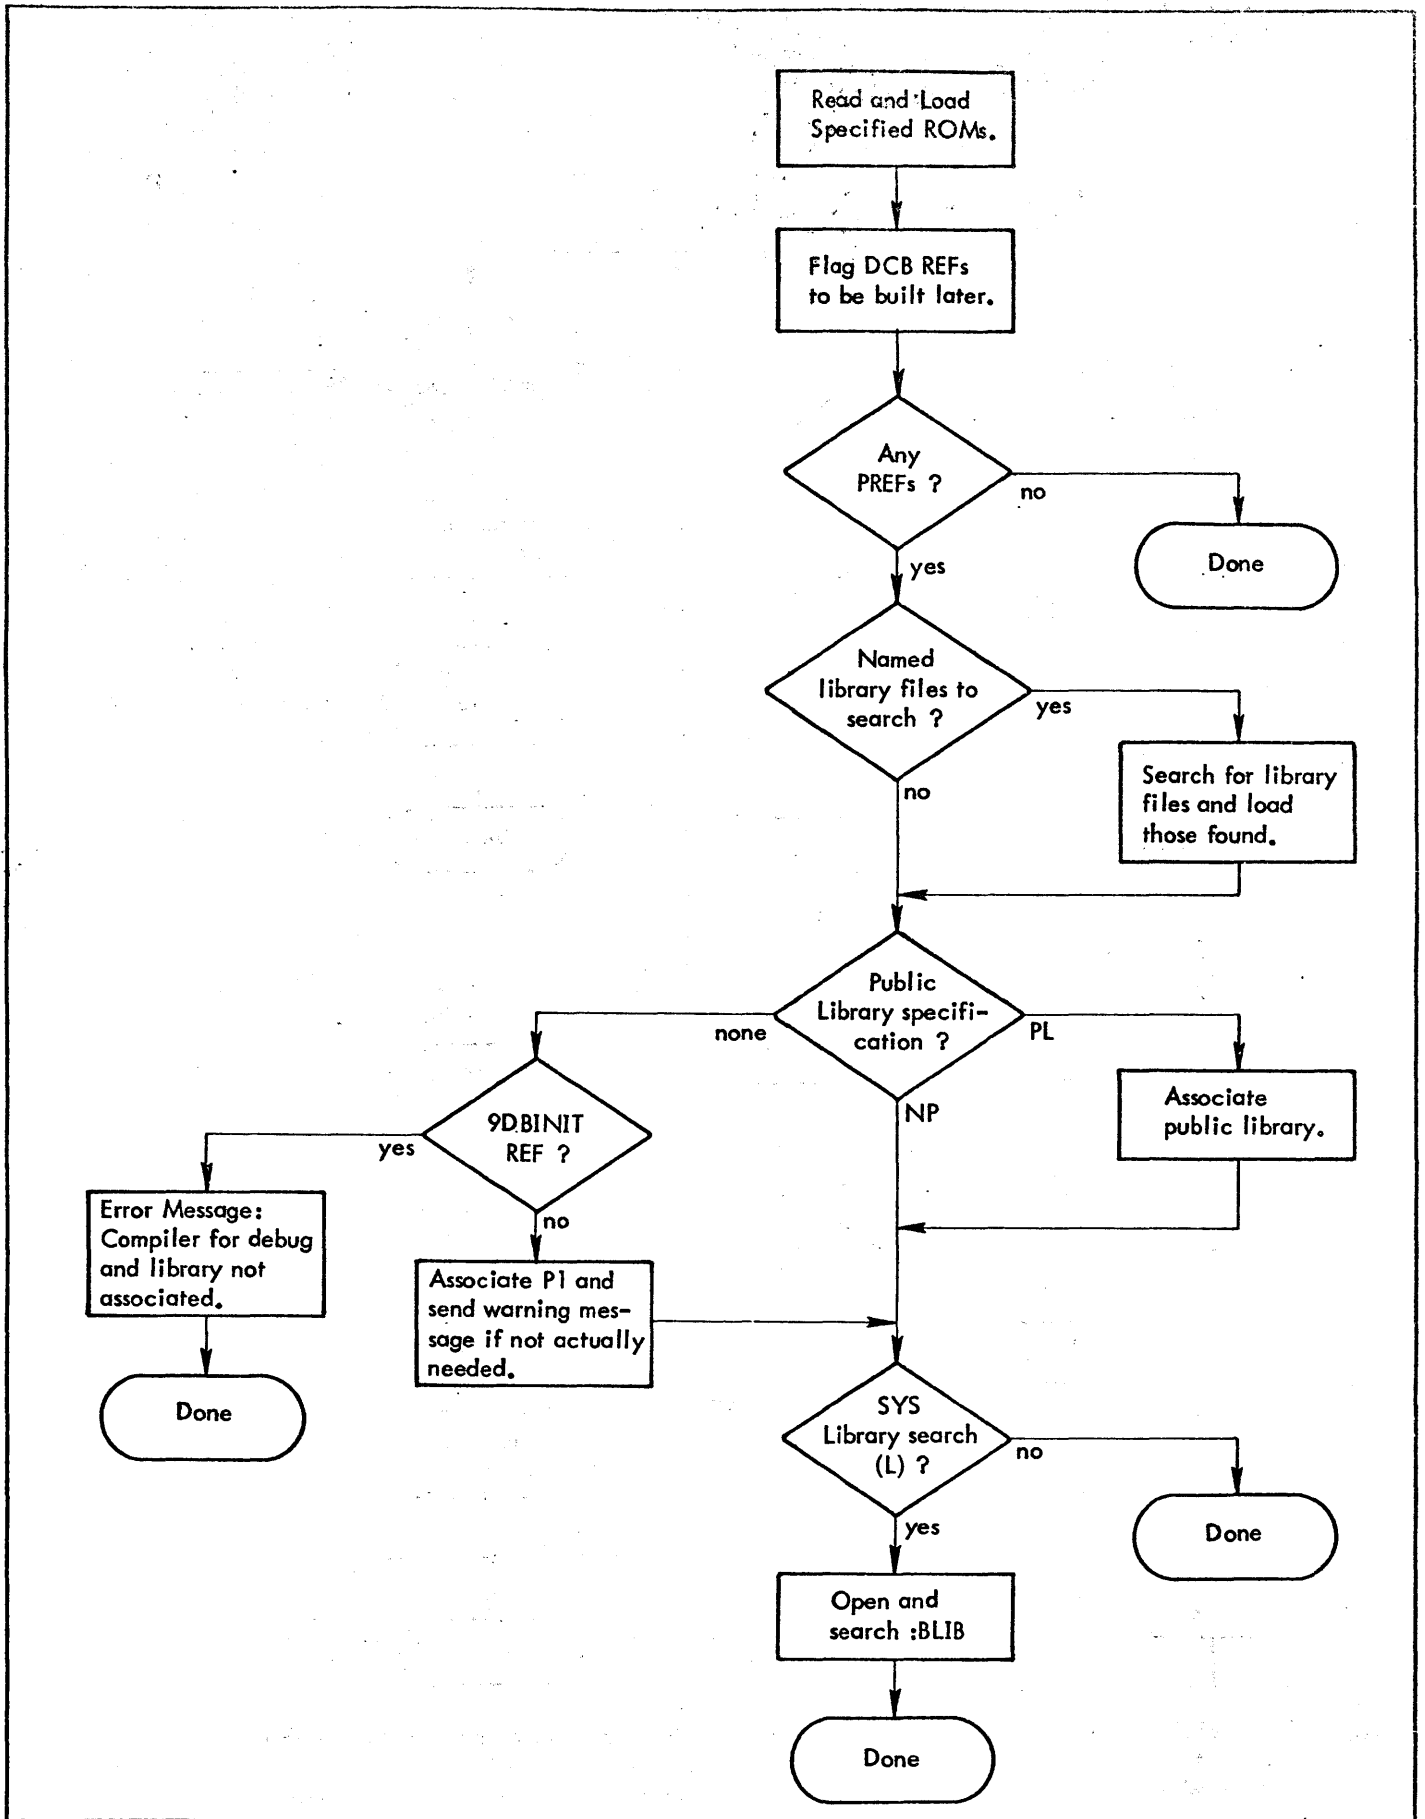 Read and Load
Specified ROMs.
Flag DCB REFs
to be built later.
Any
PREFs ?
no
Done
yes
Named
library files to
search ?
yes
Search for library
files and load
those found.
no
Public
Library specifi-
cation ?
none
PL
Associate
public library.
NP
9DBINIT
REF ?
yes
Error Message:
Compiler for debug
and library not
associated.
Done
no
Associate P1 and
send warning mes-
sage if not actually
needed.
SYS
Library search
(L) ?
no
Done
yes
Open and
search :BLIB
Done